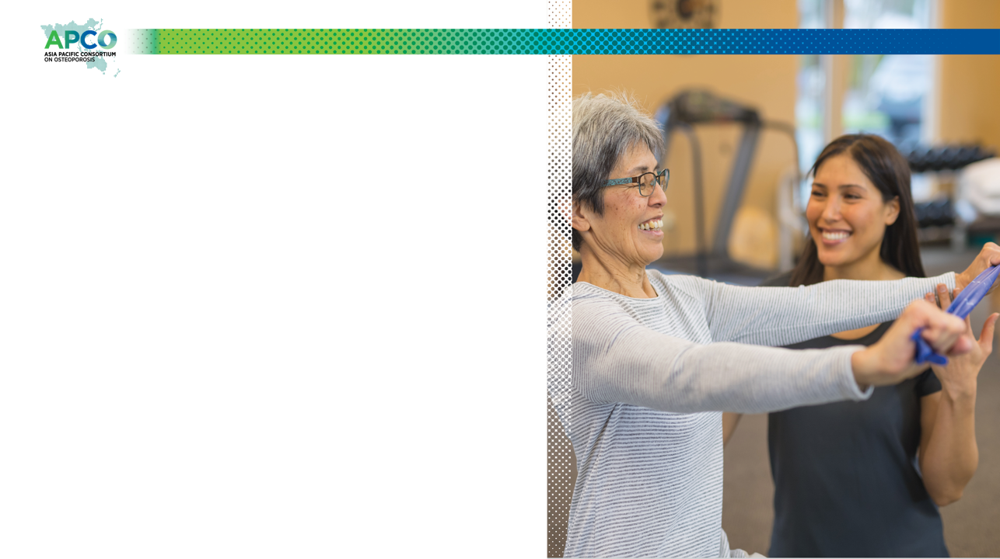 APCO
ASIA PACIFIC CONSORTIUM
ON OSTEOPOROSIS